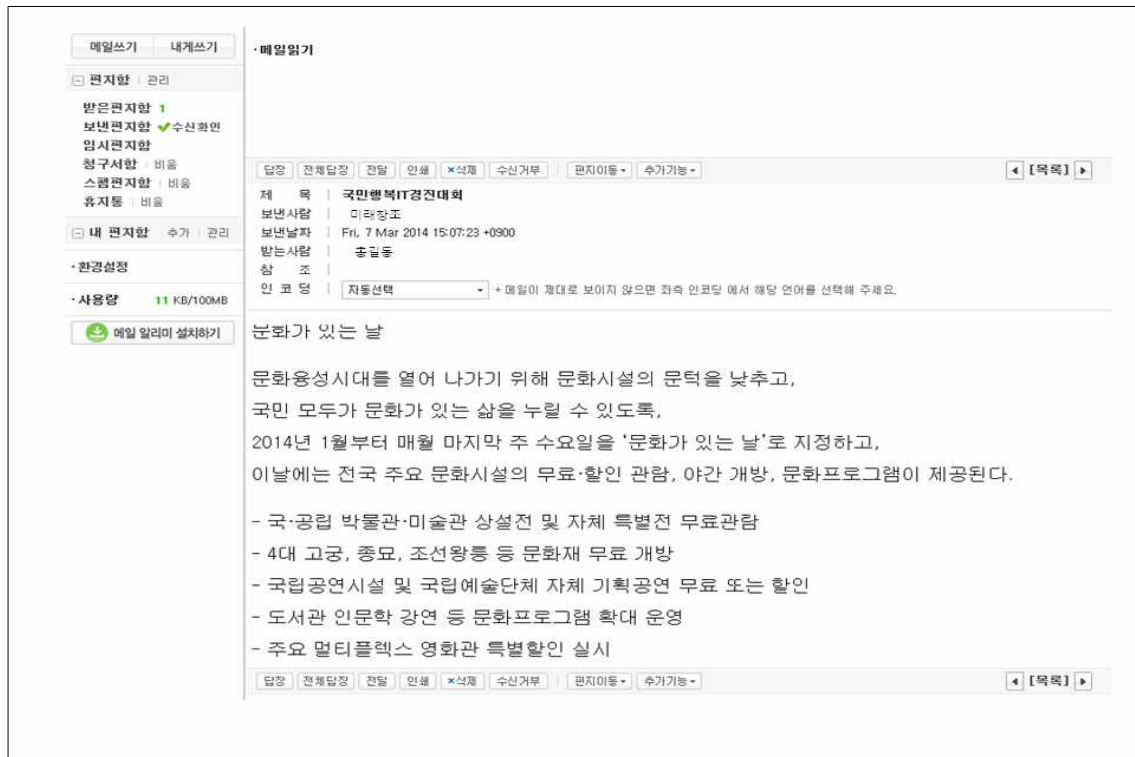 메일쓰기 내게쓰기
편지함 관리
받은편지함 1
보낸편지함 수신확인
임시편지함
청구서함 비움
스팸편지함 비움
휴지통 비움
내 편지함 추가 관리
·환경설정
·사용량 11 KB/100MB
메일 알리미 설치하기
·메일읽기
답장 전체답장 전달 인쇄 ×삭제 수신거부 편지이동 추가기능 [목록]
제 목 국민행복IT경진대회
보낸사람 미래창조
보낸날짜 Fri, 7 Mar 2014 15:07:23 +0900
받는사람 홍길동
참 조
인 코 딩 자동선택 * 메일이 제대로 보이지 않으면 좌측 인코딩 에서 해당 언어를 선택해 주세요.
문화가 있는 날
문화융성시대를 열어 나가기 위해 문화시설의 문턱을 낮추고,
국민 모두가 문화가 있는 삶을 누릴 수 있도록,
2014년 1월부터 매월 마지막 주 수요일을 ‘문화가 있는 날’로 지정하고,
이날에는 전국 주요 문화시설의 무료·할인 관람, 야간 개방, 문화프로그램이 제공된다.
- 국·공립 박물관·미술관 상설전 및 자체 특별전 무료관람
- 4대 고궁, 종묘, 조선왕릉 등 문화재 무료 개방
- 국립공연시설 및 국립예술단체 자체 기획공연 무료 또는 할인
- 도서관 인문학 강연 등 문화프로그램 확대 운영
- 주요 멀티플렉스 영화관 특별할인 실시
답장 전체답장 전달 인쇄 ×삭제 수신거부 편지이동 추가기능 [목록]